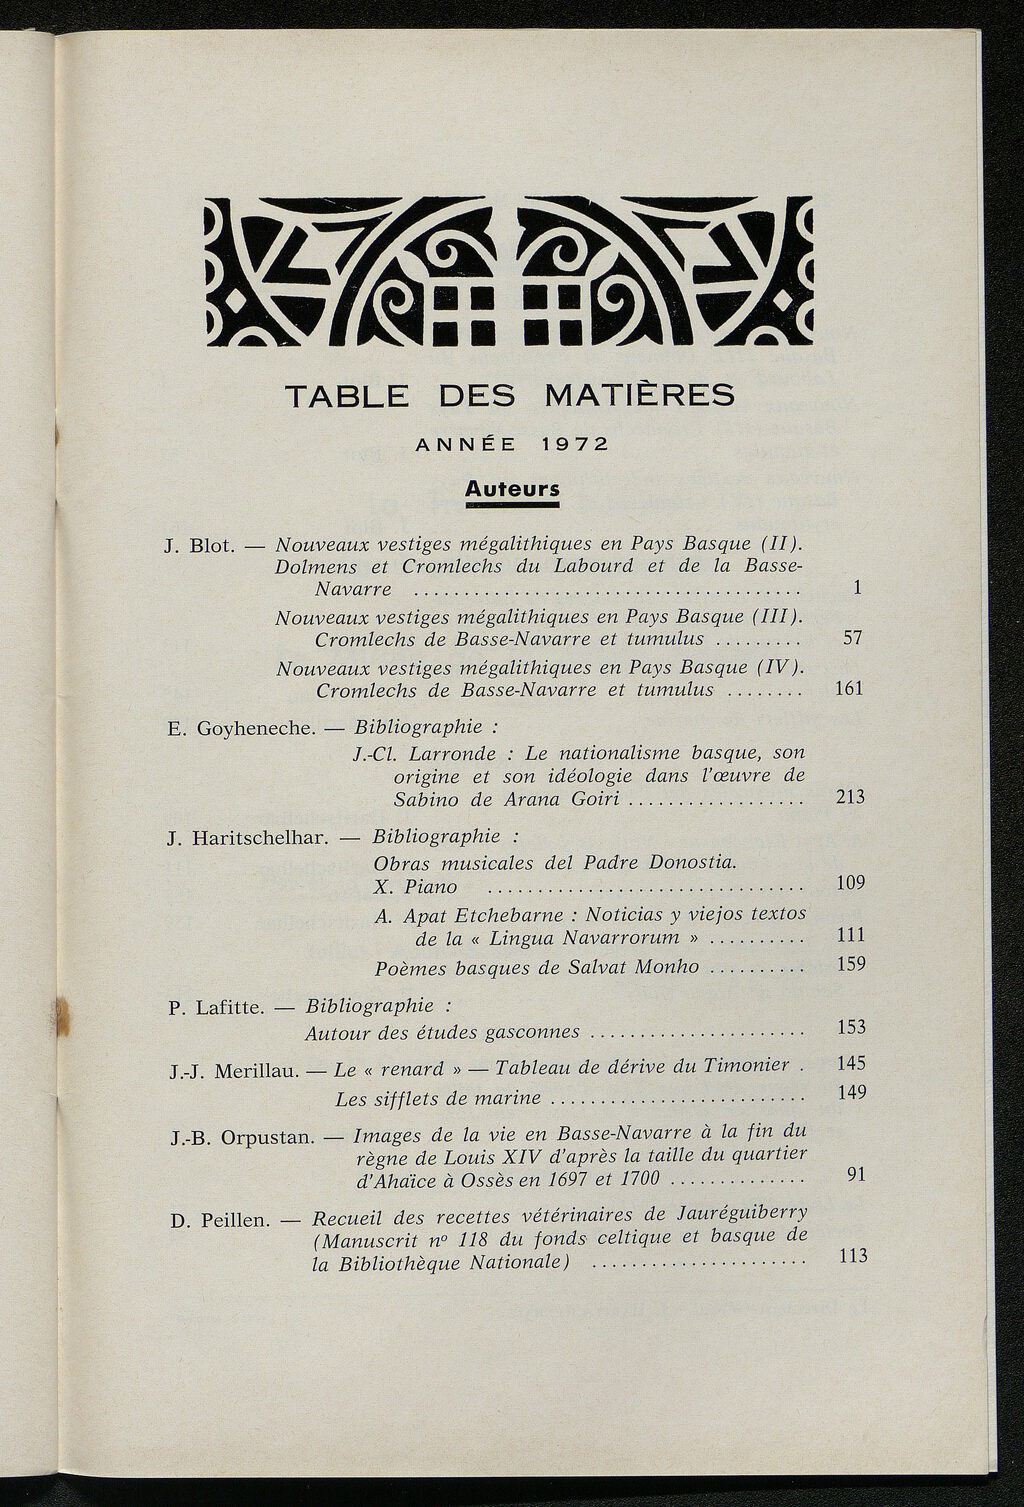 TABLE DES MATIÈRES
ANNÉE 1972
Auteurs
J. Blot. — Nouveaux vestiges mégalithiques en Pays Basque (II).
Dolmens et Cromlechs du Labourd et de la Basse-
Navarre ....................................... 1
Nouveaux vestiges mégalithiques en Pays Basque (III).
Cromlechs de Basse-Navarre et tumulus ......... 57
Nouveaux vestiges mégalithiques en Pays Basque (IV).
Cromlechs de Basse-Navarre et tumulus ........ 161
E. Goyheneche. — Bibliographie :
J.-Cl. Larronde : Le nationalisme basque, son
origine et son idéologie dans l'œuvre de
Sabino de Arana Goiri .................. 213
J. Haritschelhar. — Bibliographie :
Obras musicales del Padre Donostia.
X. Piano ................................ 109
A. Apat Etchebarne : Noticias y viejos textos
de la « Lingua Navarrorum » .......... 111
Poèmes basques de Salvat Monho .......... 159
P. Lafitte. — Bibliographie :
Autour des études gasconnes ...................... 153
J.-J. Merillau. — Le « renard » — Tableau de dérive du Timonier . 145
Les sifflets de marine .......................... 149
J.-B. Orpustan. — Images de la vie en Basse-Navarre à la fin du
règne de Louis XIV d'après la taille du quartier
d'Ahaïce à Ossès en 1697 et 1700 .............. 91
D. Peillen. — Recueil des recettes vétérinaires de Jauréguiberry
(Manuscrit nº 118 du fonds celtique et basque de
la Bibliothèque Nationale) ...................... 113